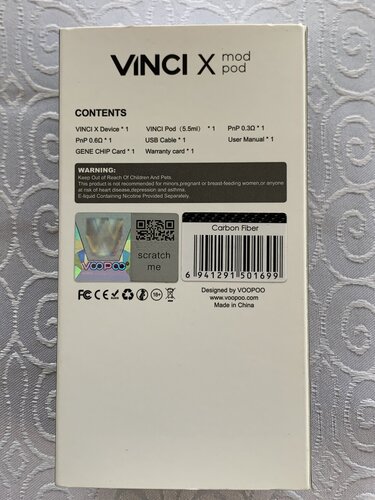 VINCI X mod pod
CONTENTS
VINCI X Device * 1 VINCI Pod (5.5ml) * 1 PnP 0.3Ω * 1
PnP 0.6Ω * 1 USB Cable * 1 User Manual * 1
GENE CHIP Card * 1 Warranty card * 1
WARNING:
Keep Out of Reach Of Children And Pets.
This product is not recommended for minors,pregnant or breast-feeding women,or anyone
at risk of heart disease,depression and asthma.
E-liquid Containing Nicotine Provided Separately.
VOOPOO
scratch
me
Carbon Fiber
6 941291 501699
Designed by VOOPOO
www.voopoo.com
Made in China
FC CE 18+